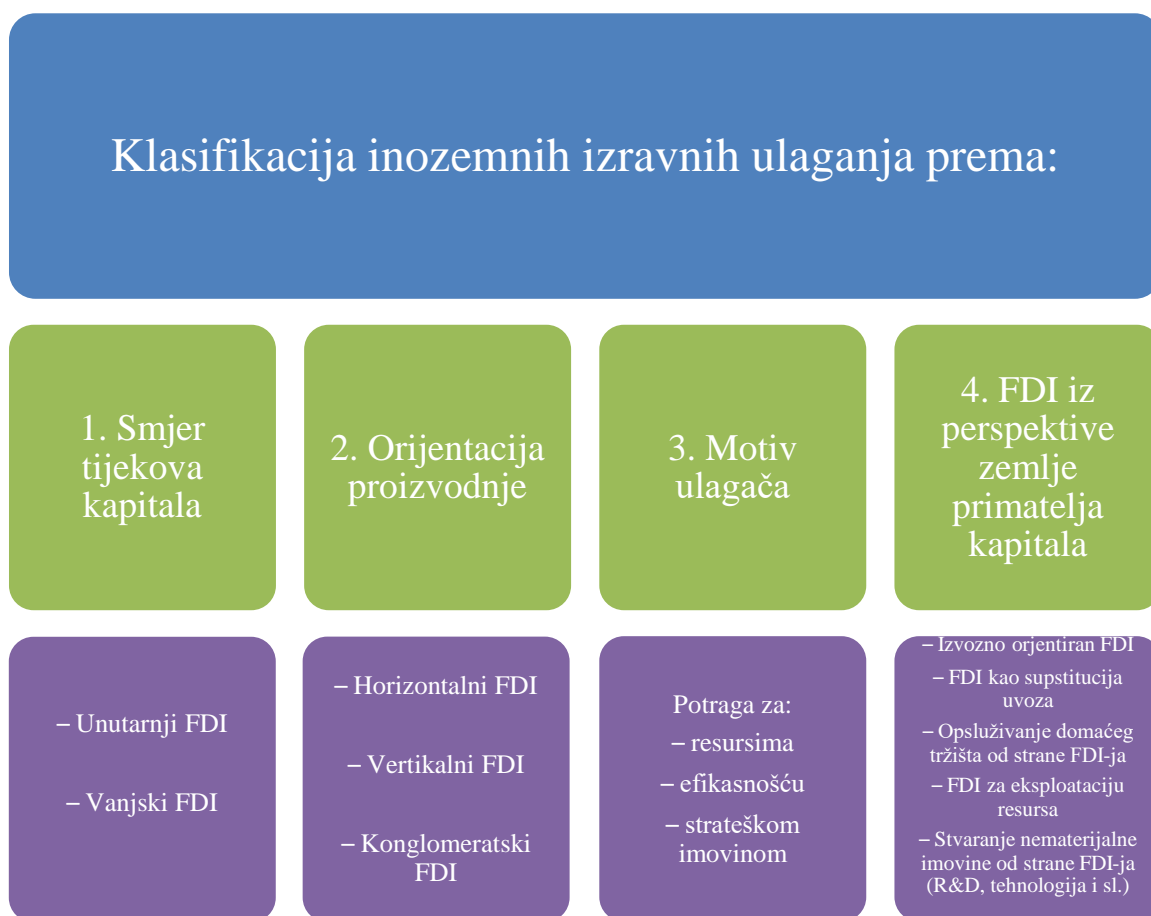 Klasifikacija inozemnih izravnih ulaganja prema:
1. Smjer
tijekova
kapitala
2. Orijentacija
proizvodnje
3. Motiv
ulagača
4. FDI iz
perspektive
zemlje
primatelja
kapitala
– Unutarnji FDI
– Vanjski FDI
– Horizontalni FDI
– Vertikalni FDI
– Konglomeratski
FDI
Potraga za:
– resursima
– efikasnošću
– strateškom
imovinom
– Izvozno orjentiran FDI
– FDI kao supstitucija
uvoza
– Opsluživanje domaćeg
tržišta od strane FDI-ja
– FDI za eksploataciju
resursa
– Stvaranje nematerijalne
imovine od strane FDI-ja
(R&D, tehnologija i sl.)